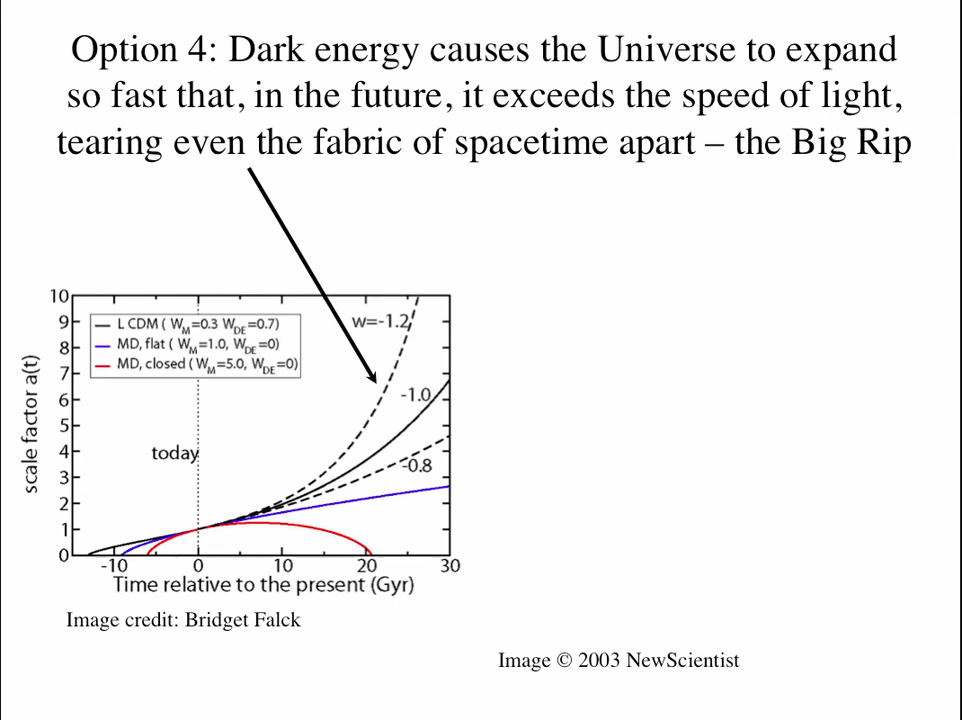 Option 4: Dark energy causes the Universe to expand
so fast that, in the future, it exceeds the speed of light,
tearing even the fabric of spacetime apart – the Big Rip
10
9
8
7
6
5
4
3
2
1
0
scale factor a(t)
L CDM ( WM=0.3 WDE=0.7)
MD, flat ( WM=1.0, WDE=0)
MD, closed ( WM=5.0, WDE=0)
w=-1.2
-1.0
-0.8
today
-10 0 10 20 30
Time relative to the present (Gyr)
Image credit: Bridget Falck
Image © 2003 NewScientist